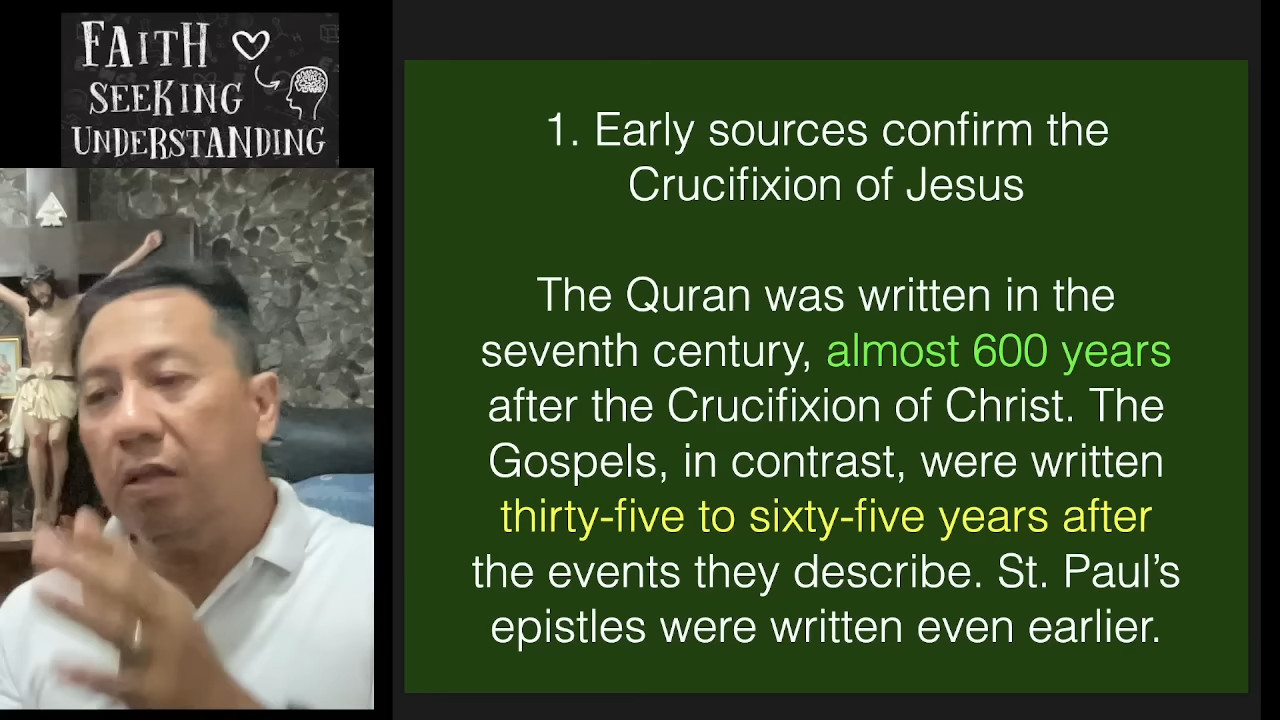 FAITH
SEEKING
UNDERSTANDING
1. Early sources confirm the
Crucifixion of Jesus
The Quran was written in the
seventh century, almost 600 years
after the Crucifixion of Christ. The
Gospels, in contrast, were written
thirty-five to sixty-five years after
the events they describe. St. Paul’s
epistles were written even earlier.